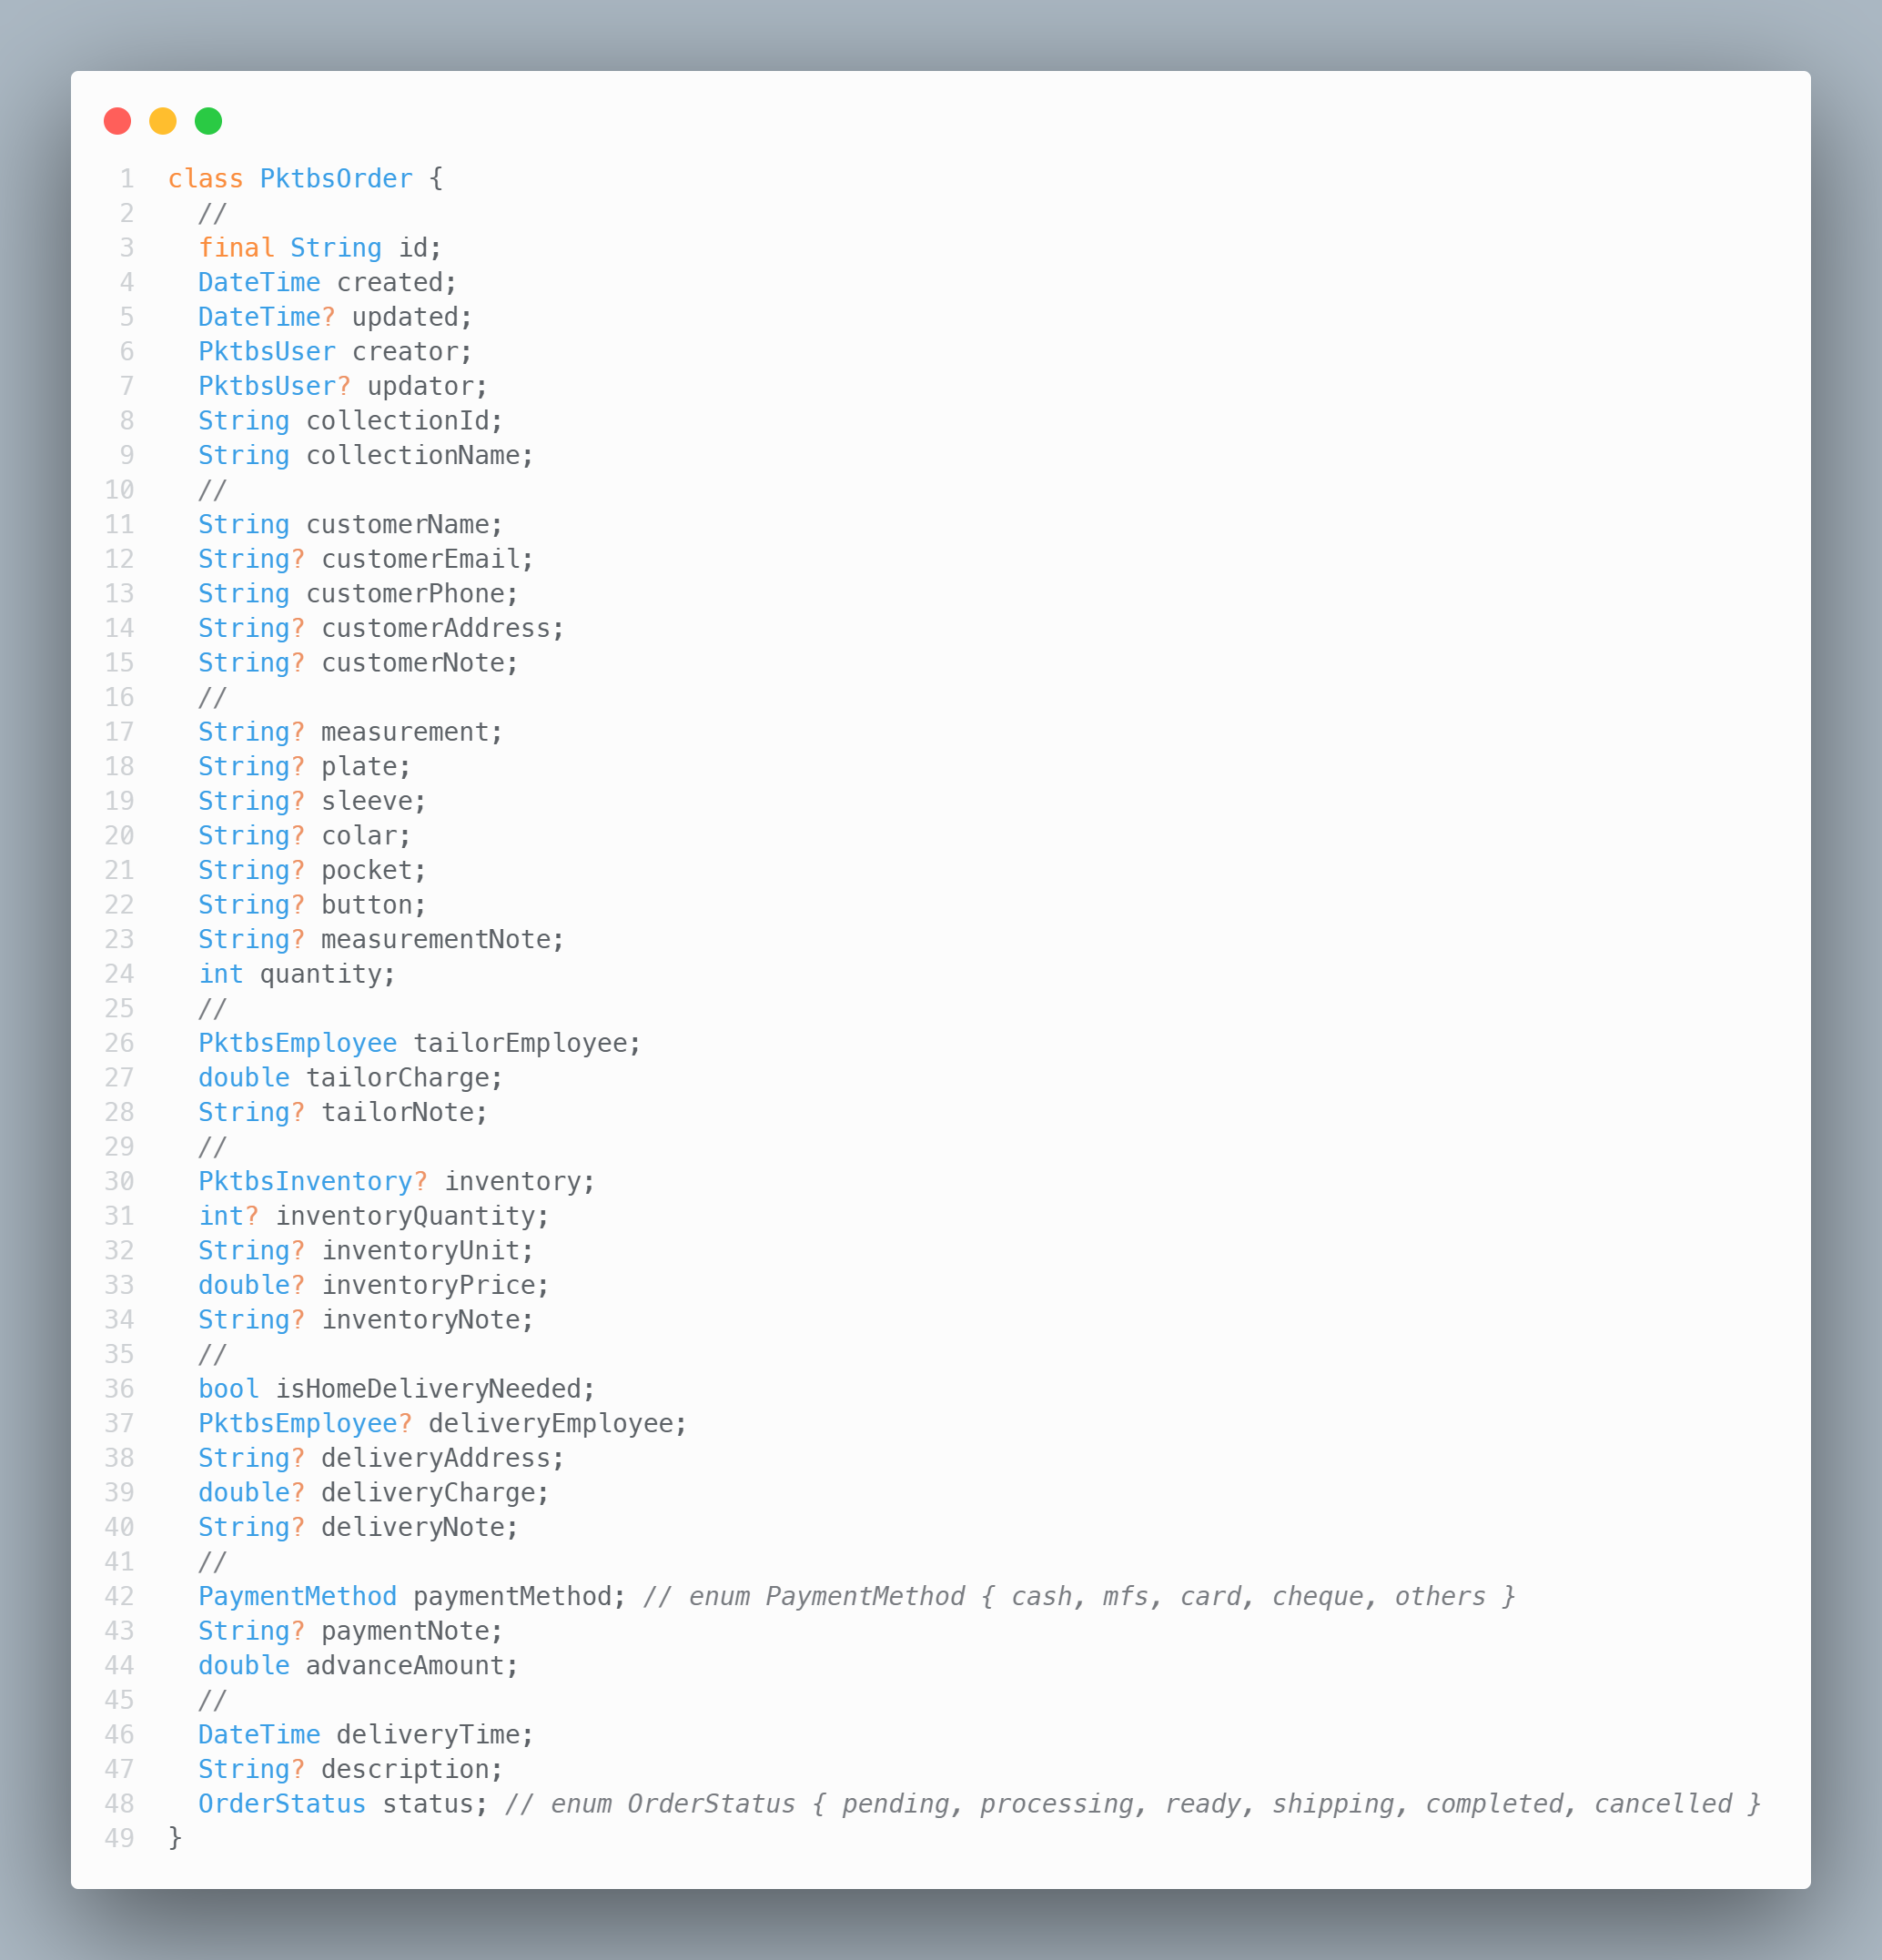 1 class PktbsOrder {
2 //
3 final String id;
4 DateTime created;
5 DateTime? updated;
6 PktbsUser creator;
7 PktbsUser? updator;
8 String collectionId;
9 String collectionName;
10 //
11 String customerName;
12 String? customerEmail;
13 String customerPhone;
14 String? customerAddress;
15 String? customerNote;
16 //
17 String? measurement;
18 String? plate;
19 String? sleeve;
20 String? colar;
21 String? pocket;
22 String? button;
23 String? measurementNote;
24 int quantity;
25 //
26 PktbsEmployee tailorEmployee;
27 double tailorCharge;
28 String? tailorNote;
29 //
30 PktbsInventory? inventory;
31 int? inventoryQuantity;
32 String? inventoryUnit;
33 double? inventoryPrice;
34 String? inventoryNote;
35 //
36 bool isHomeDeliveryNeeded;
37 PktbsEmployee? deliveryEmployee;
38 String? deliveryAddress;
39 double? deliveryCharge;
40 String? deliveryNote;
41 //
42 PaymentMethod paymentMethod; // enum PaymentMethod { cash, mfs, card, cheque, others }
43 String? paymentNote;
44 double advanceAmount;
45 //
46 DateTime deliveryTime;
47 String? description;
48 OrderStatus status; // enum OrderStatus { pending, processing, ready, shipping, completed, cancelled }
49 }